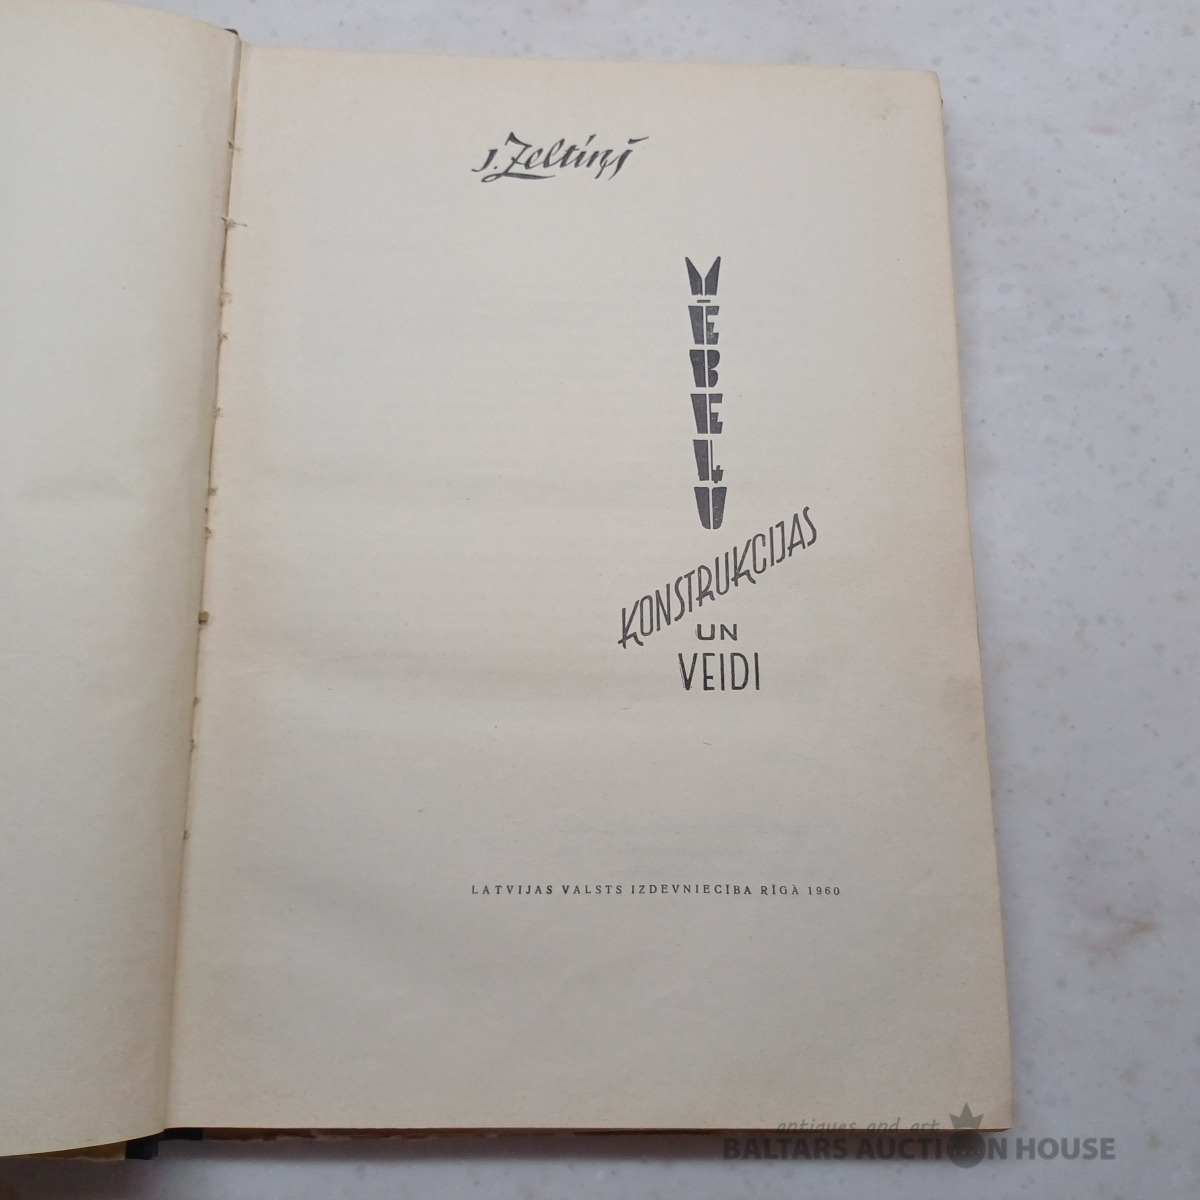 J. Zeltiņš
MĒBEĻU
KONSTRUKCIJAS
UN
VEIDI
LATVIJAS VALSTS IZDEVNIECĪBA RĪGĀ 1960
antiques and art
BALTARS AUCTION HOUSE